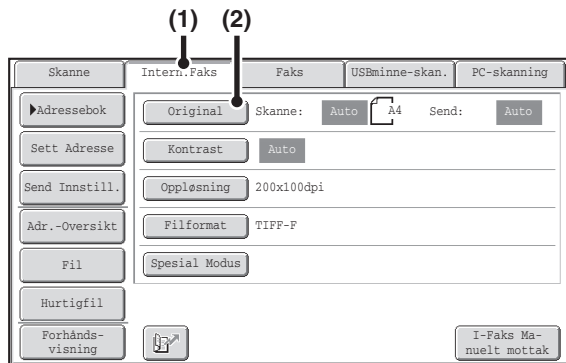 (1) (2)
Skanne Intern.Faks Faks USBminne-skan. PC-skanning
Adressebok Original Skanne: Auto A4 Send: Auto
Sett Adresse Kontrast Auto
Send Innstill. Oppløsning 200x100dpi
Adr.-Oversikt Filformat TIFF-F
Fil Spesial Modus
Hurtigfil
Forhånds-
visning
I-Faks Ma-
nuelt mottak